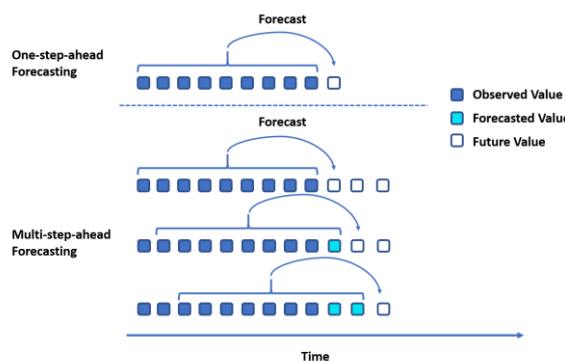 Forecast
One-step-ahead
Forecasting
Observed Value
Forecasted Value
Future Value
Forecast
Multi-step-ahead
Forecasting
Time